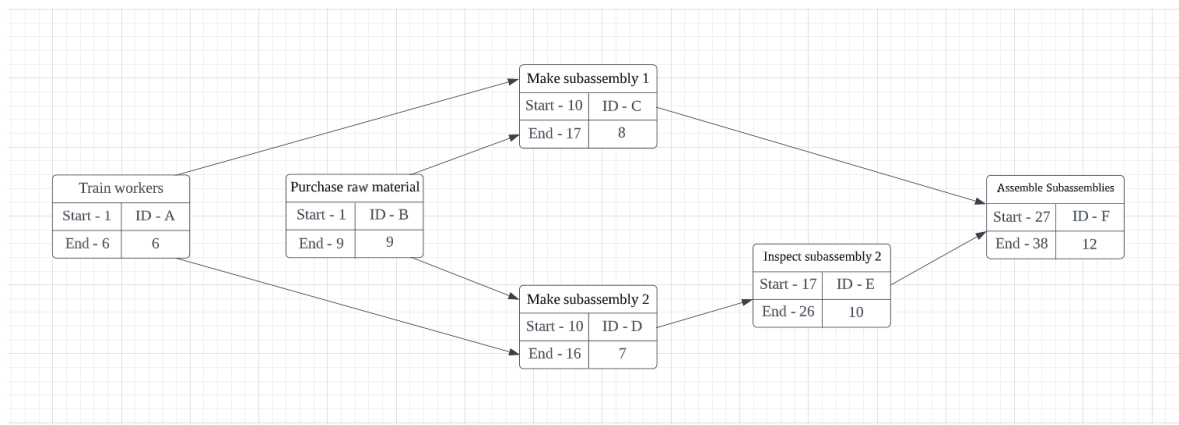 Make subassembly 1
Start - 10 ID - C
End - 17 8
Train workers
Start - 1 ID - A
End - 6 6
Purchase raw material
Start - 1 ID - B
End - 9 9
Make subassembly 2
Start - 10 ID - D
End - 16 7
Inspect subassembly 2
Start - 17 ID - E
End - 26 10
Assemble Subassemblies
Start - 27 ID - F
End - 38 12